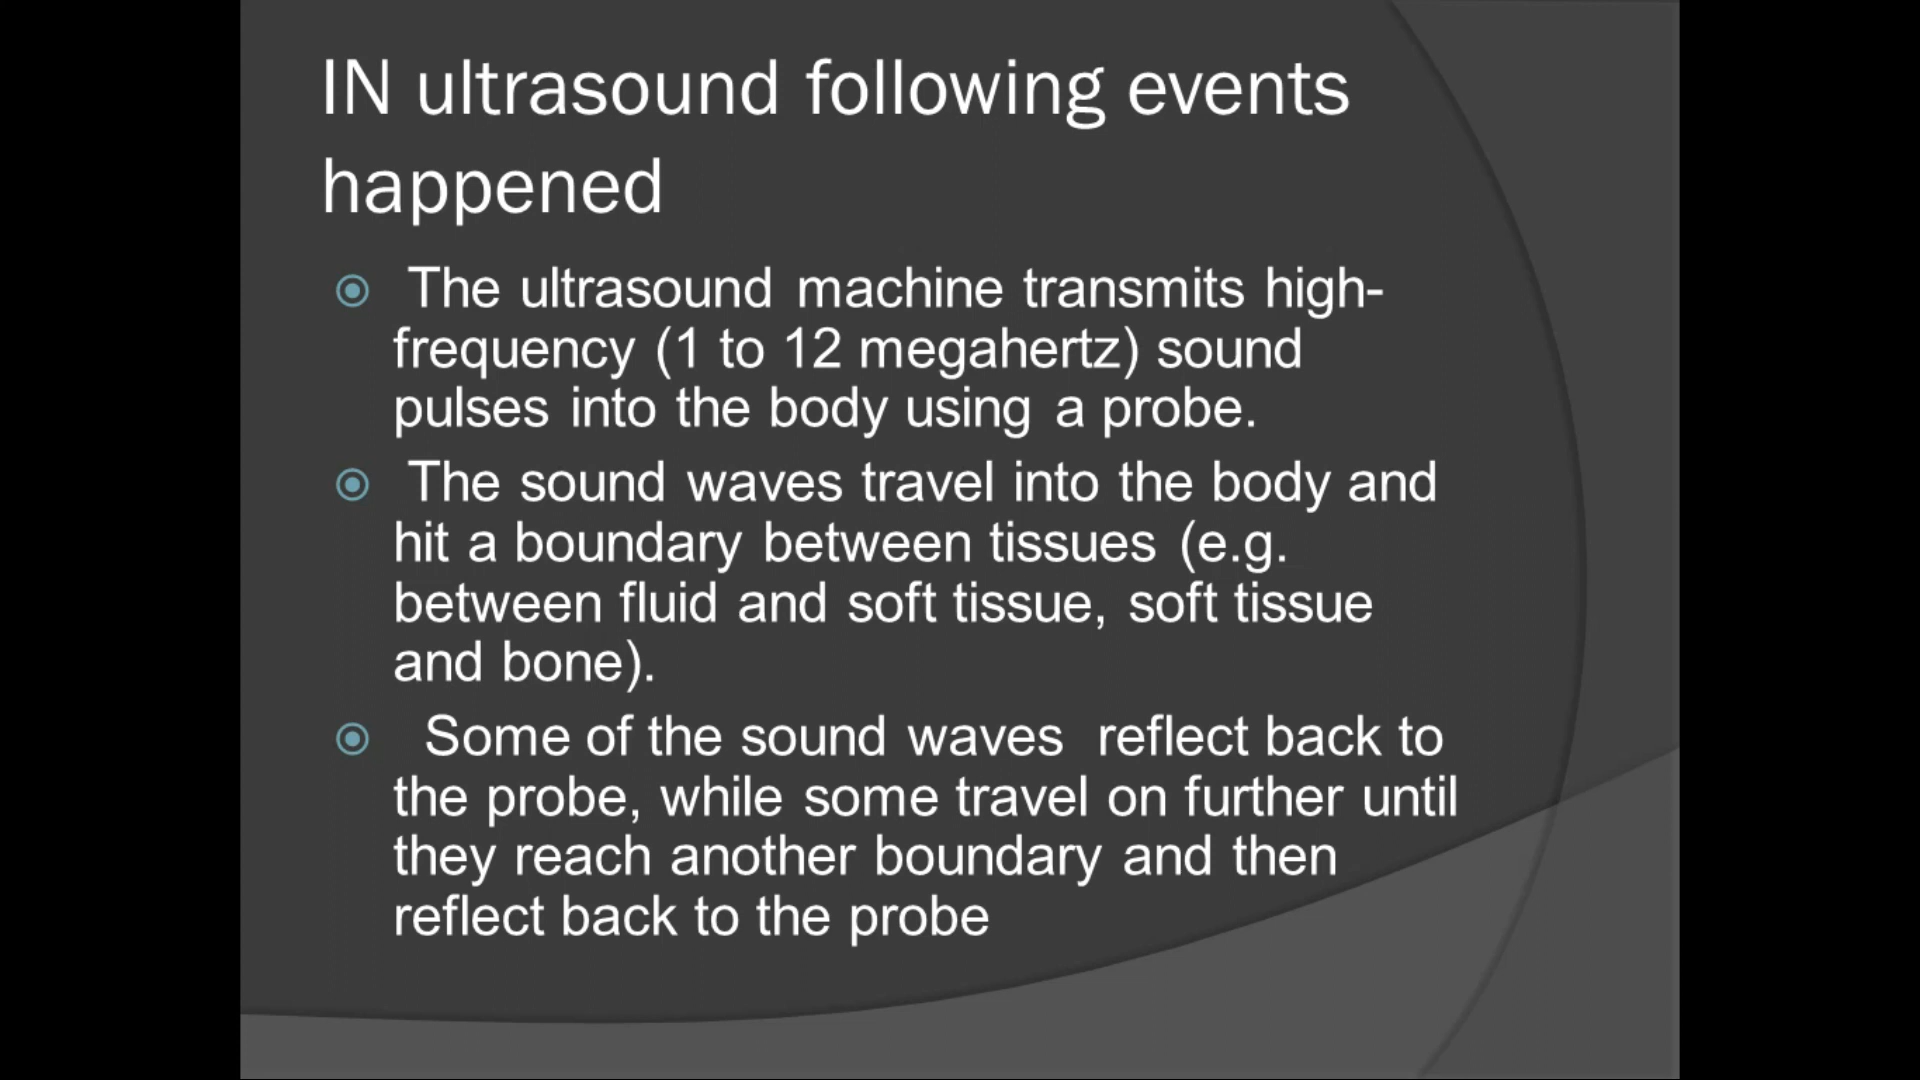 IN ultrasound following events
happened
The ultrasound machine transmits high-
frequency (1 to 12 megahertz) sound
pulses into the body using a probe.
The sound waves travel into the body and
hit a boundary between tissues (e.g.
between fluid and soft tissue, soft tissue
and bone).
Some of the sound waves reflect back to
the probe, while some travel on further until
they reach another boundary and then
reflect back to the probe